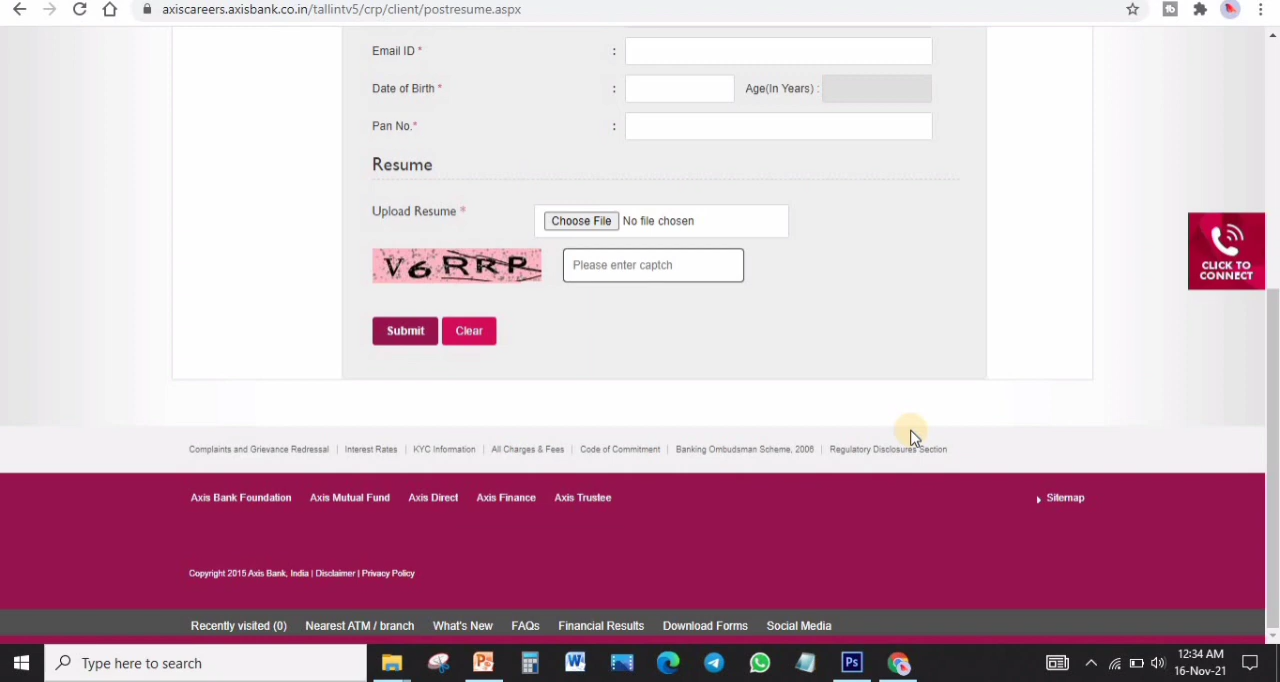 axiscareers.axisbank.co.in/tallintv5/crp/client/postresume.aspx
Email ID * :
Date of Birth * : Age(In Years) :
Pan No.* :
Resume
Upload Resume * Choose File No file chosen
V6RRP Please enter captch
CLICK TO
CONNECT
Submit Clear
Complaints and Grievance Redressal | Interest Rates | KYC Information | All Charges & Fees | Code of Commitment | Banking Ombudsman Scheme, 2006 | Regulatory Disclosures Section
Axis Bank Foundation Axis Mutual Fund Axis Direct Axis Finance Axis Trustee Sitemap
Copyright 2015 Axis Bank, India | Disclaimer | Privacy Policy
Recently visited (0) Nearest ATM / branch What's New FAQs Financial Results Download Forms Social Media
Type here to search
12:34 AM
16-Nov-21